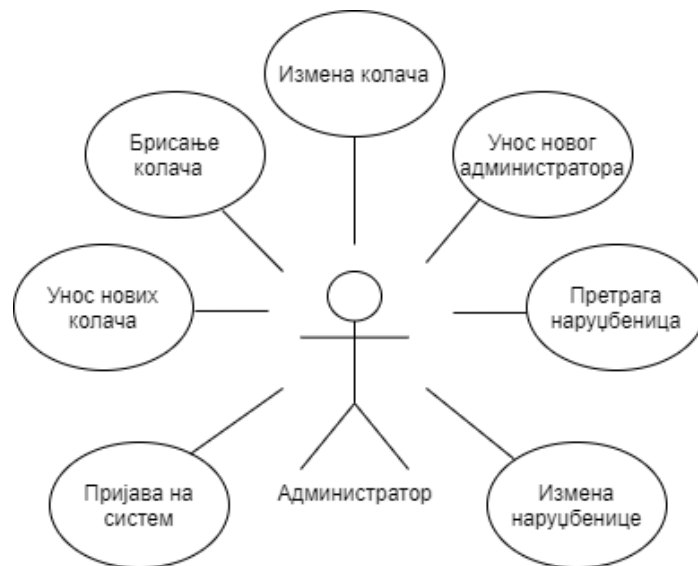 Измена колача
Брисање
колача
Унос новог
администратора
Унос нових
колача
Претрага
наруџбеница
Пријава на
систем
Администратор
Измена
наруџбенице